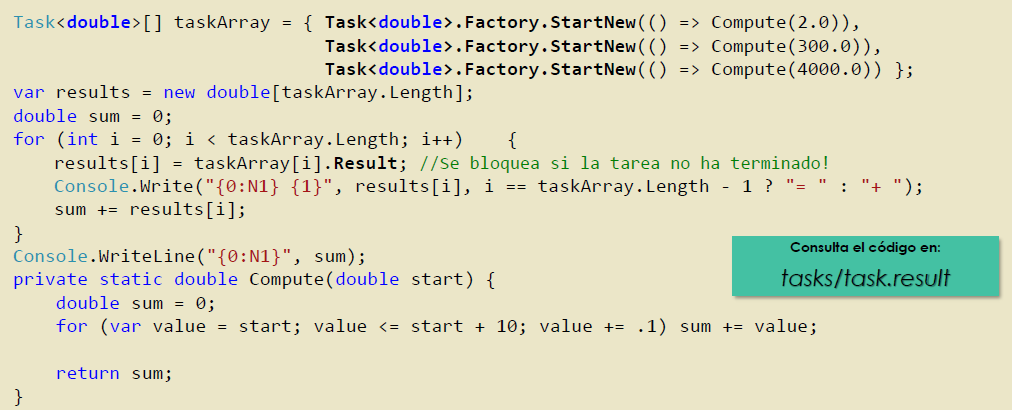 Task<double>[] taskArray = { Task<double>.Factory.StartNew(() => Compute(2.0)),
                             Task<double>.Factory.StartNew(() => Compute(300.0)),
                             Task<double>.Factory.StartNew(() => Compute(4000.0)) };
var results = new double[taskArray.Length];
double sum = 0;
for (int i = 0; i < taskArray.Length; i++)    {
    results[i] = taskArray[i].Result; //Se bloquea si la tarea no ha terminado!
    Console.Write("{0:N1} {1}", results[i], i == taskArray.Length - 1 ? "= " : "+ ");
    sum += results[i];
}
Console.WriteLine("{0:N1}", sum);
private static double Compute(double start) {
    double sum = 0;
    for (var value = start; value <= start + 10; value += .1) sum += value;

    return sum;
}
Consulta el código en:
tasks/task.result